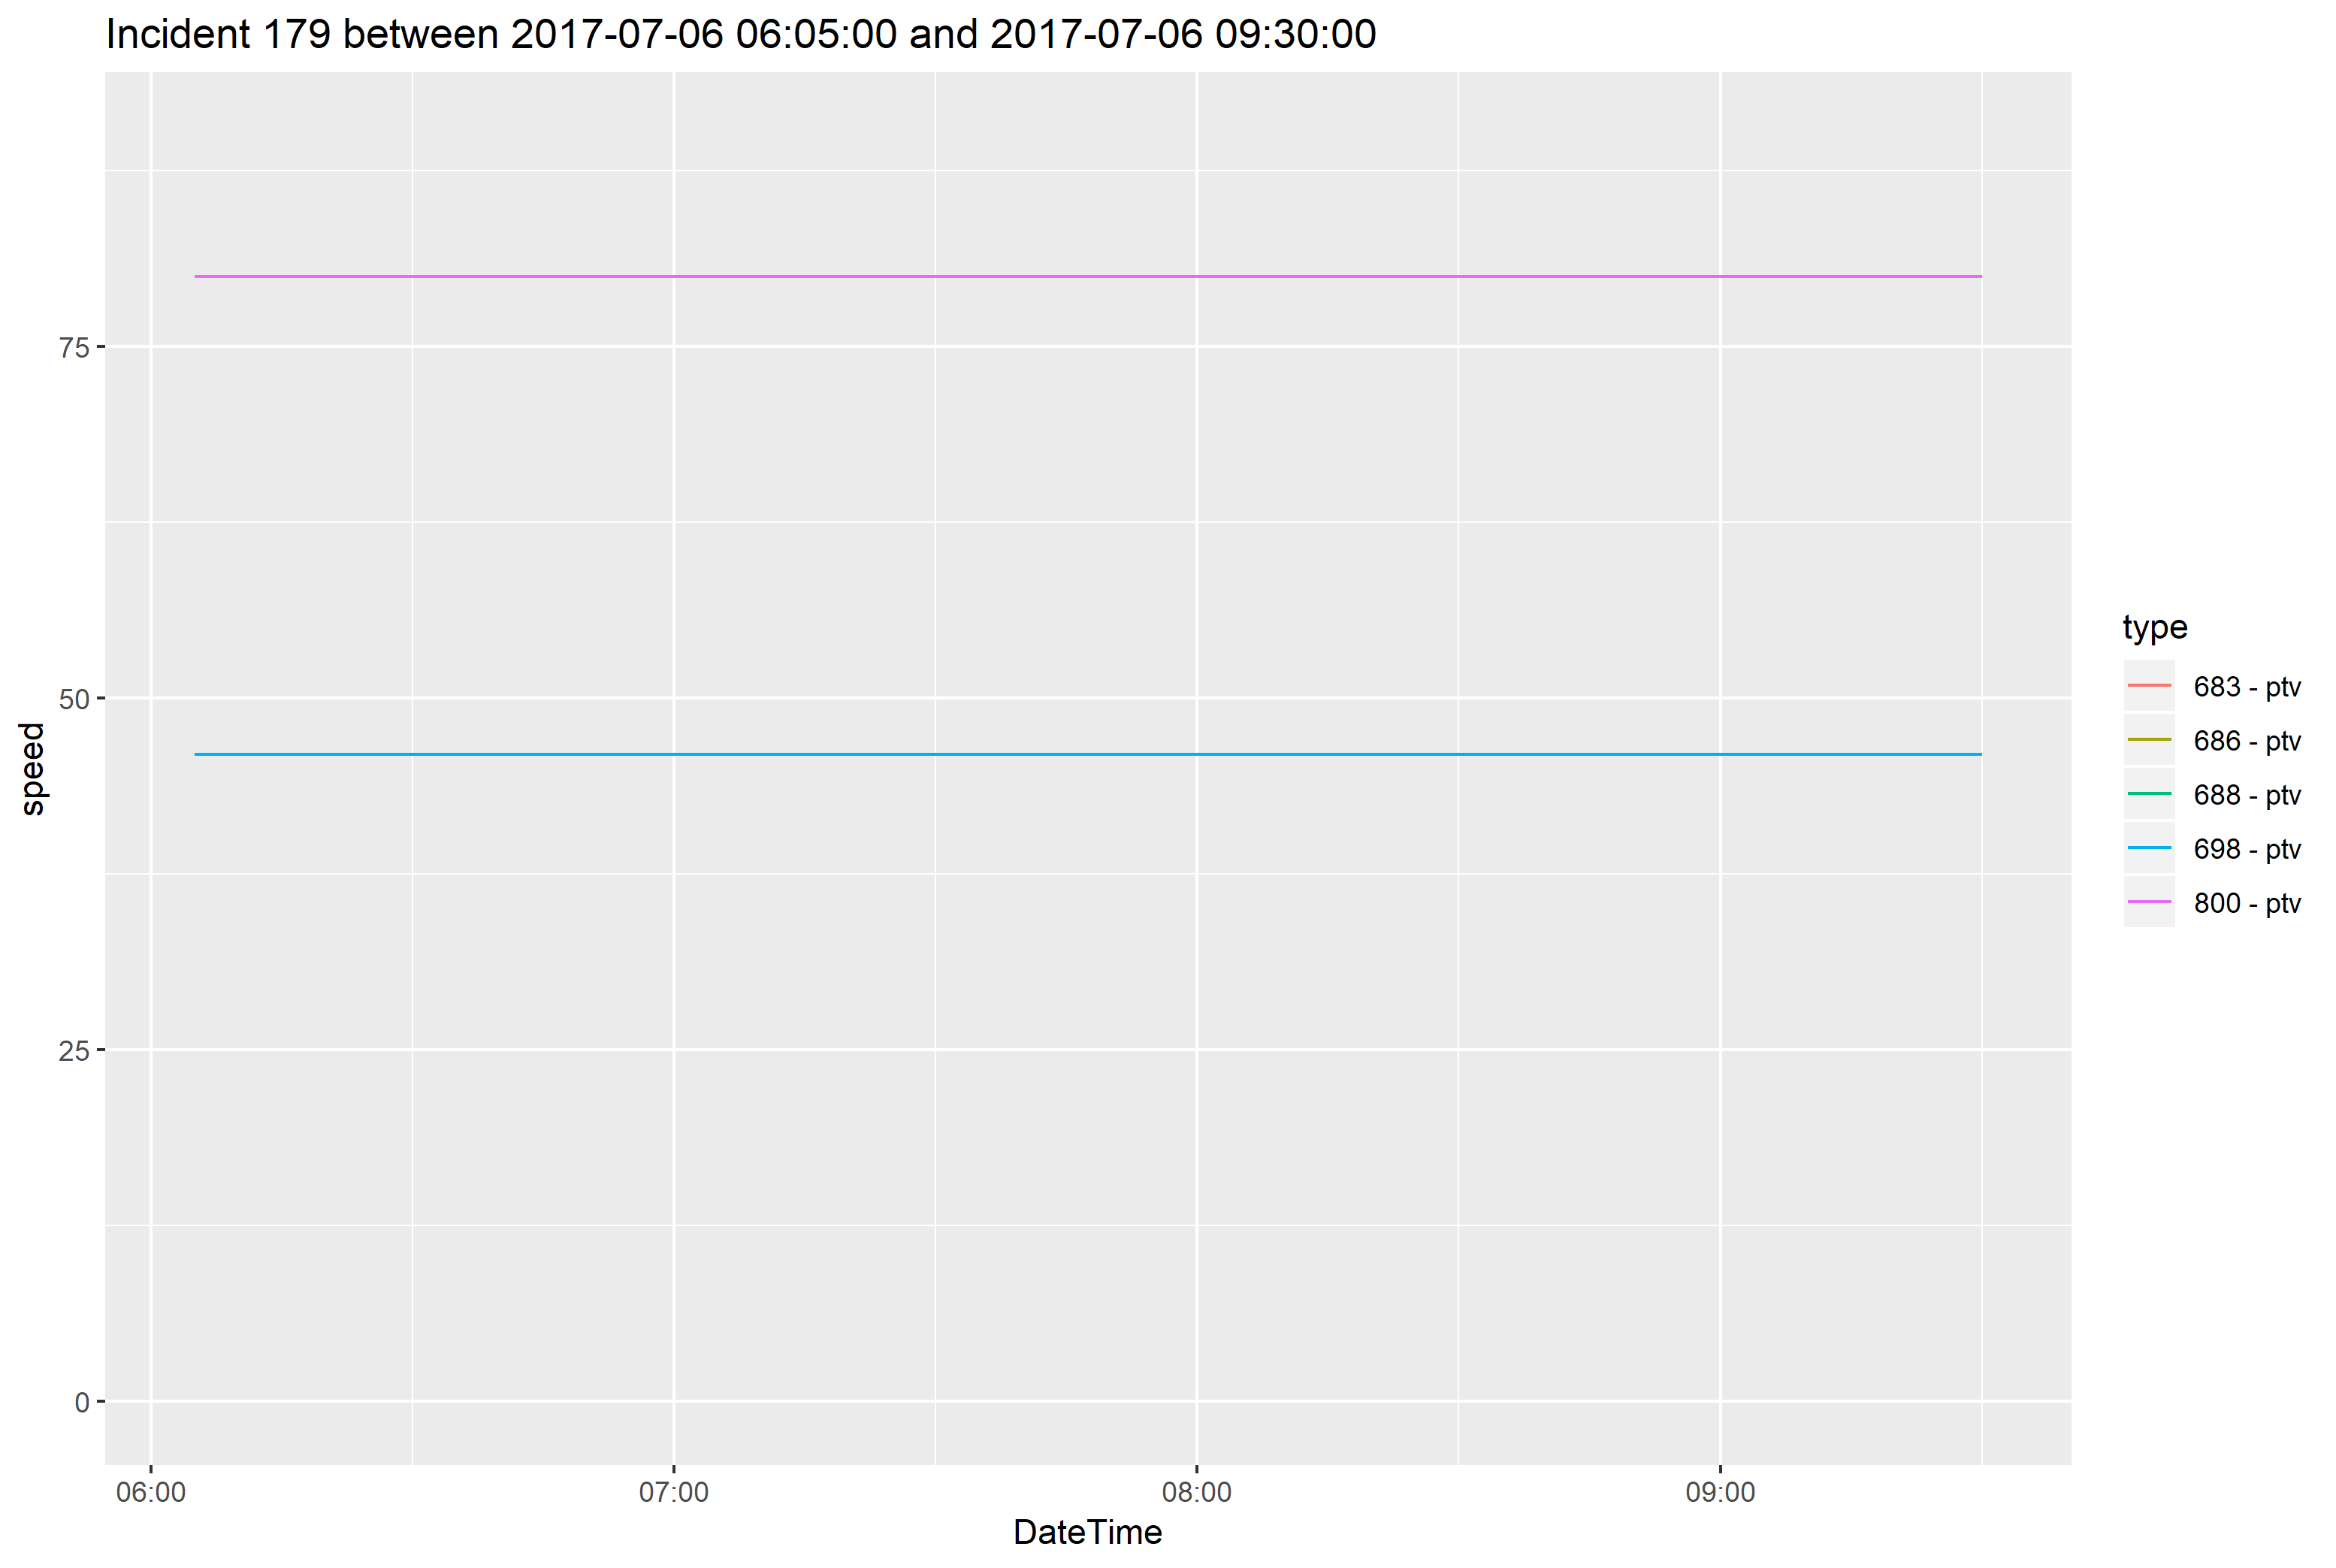 Incident 179 between 2017-07-06 06:05:00 and 2017-07-06 09:30:00
speed
75
50
25
0
06:00 07:00 08:00 09:00
DateTime
type
683 - ptv
686 - ptv
688 - ptv
698 - ptv
800 - ptv